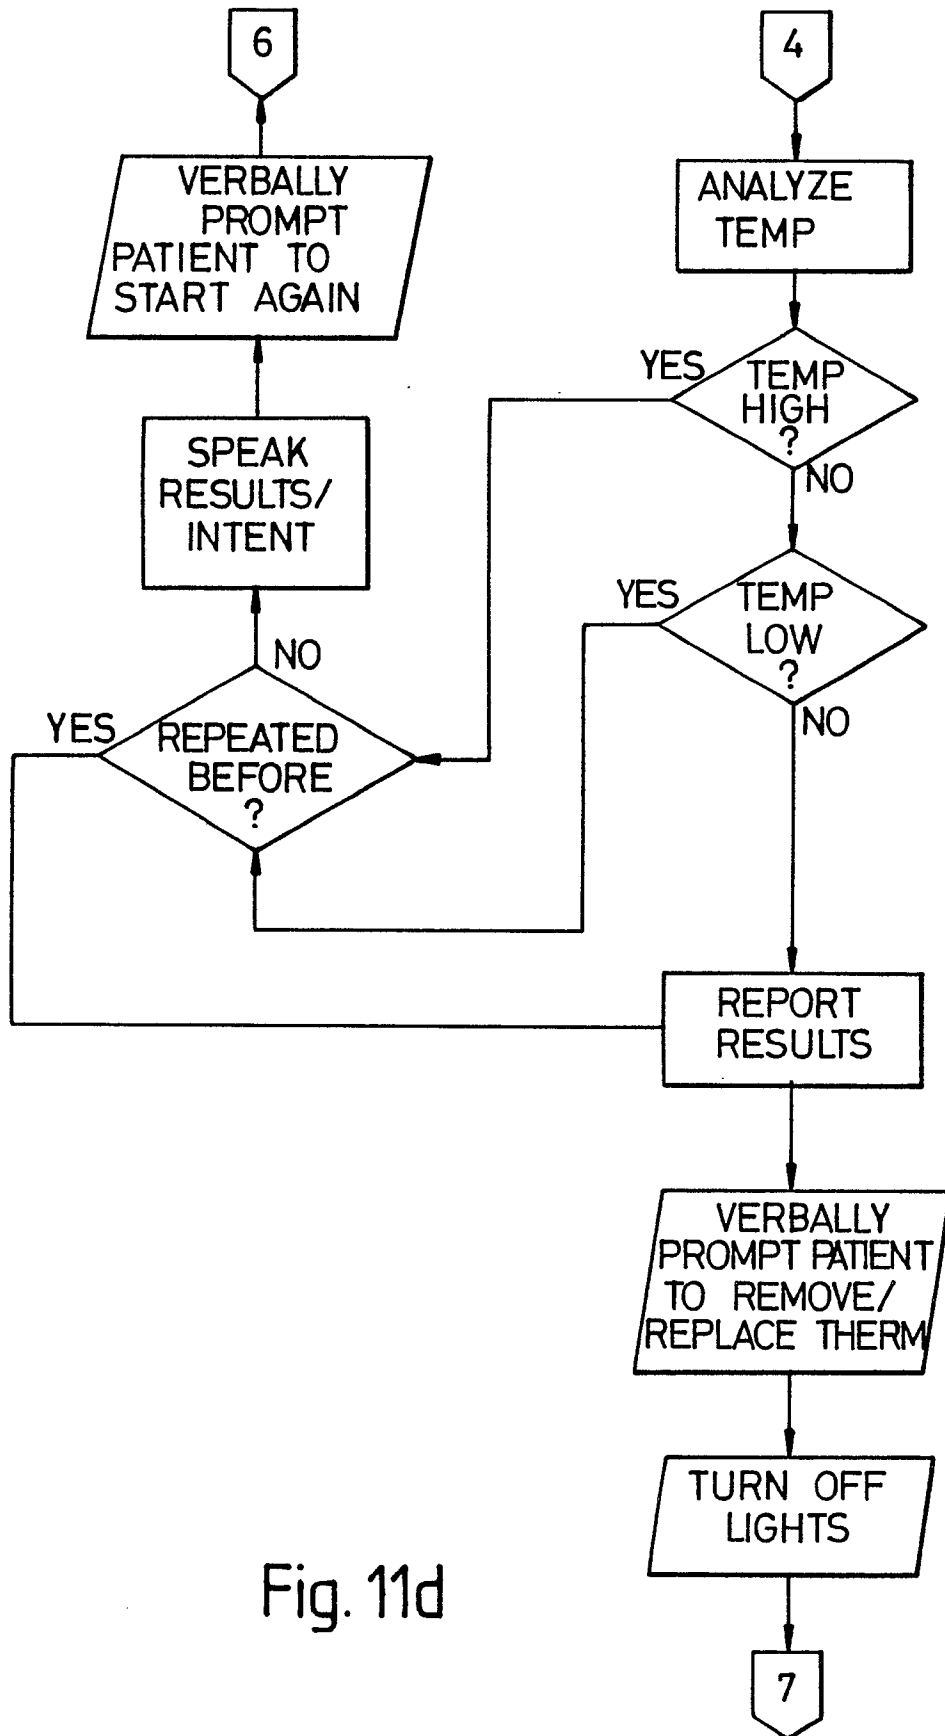 6
VERBALLY
PROMPT
PATIENT TO
START AGAIN
SPEAK
RESULTS/
INTENT
NO
YES
REPEATED
BEFORE
?
4
ANALYZE
TEMP
YES
TEMP
HIGH
?
NO
YES
TEMP
LOW
?
NO
REPORT
RESULTS
VERBALLY
PROMPT PATIENT
TO REMOVE/
REPLACE THERM
TURN OFF
LIGHTS
7
Fig. 11d